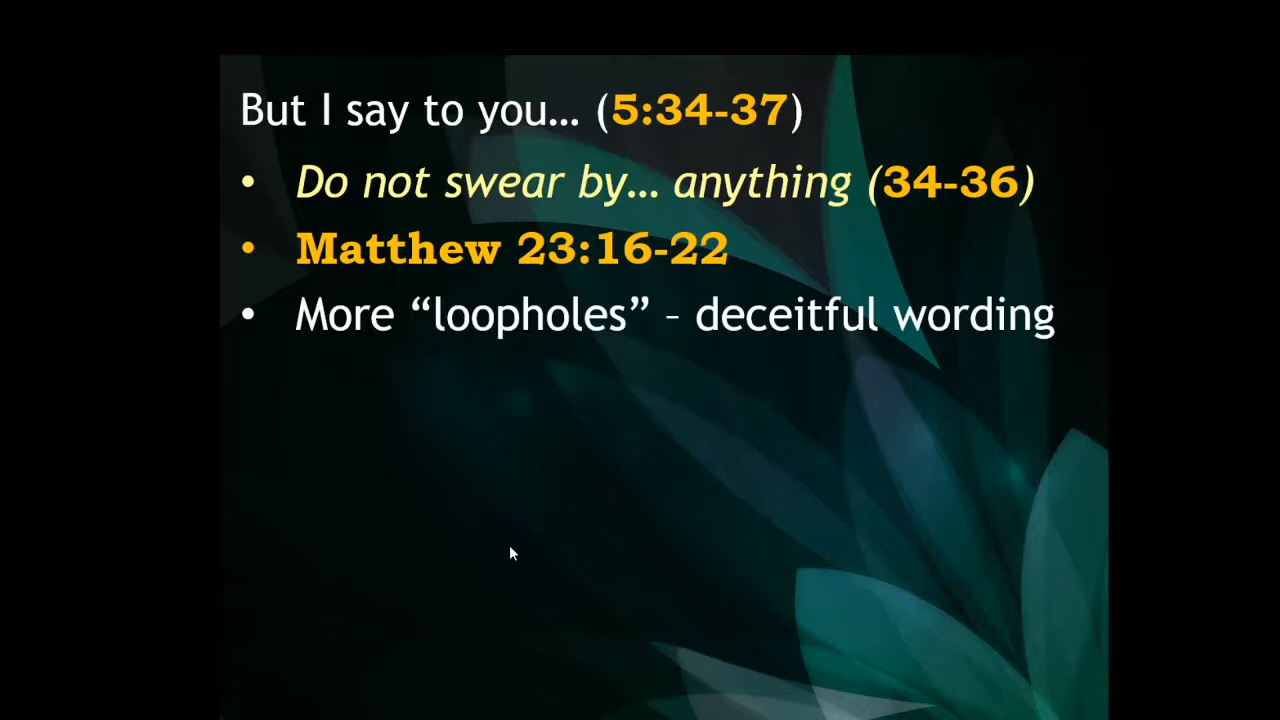 But I say to you... (5:34-37)
• Do not swear by... anything (34-36)
• Matthew 23:16-22
• More “loopholes” – deceitful wording